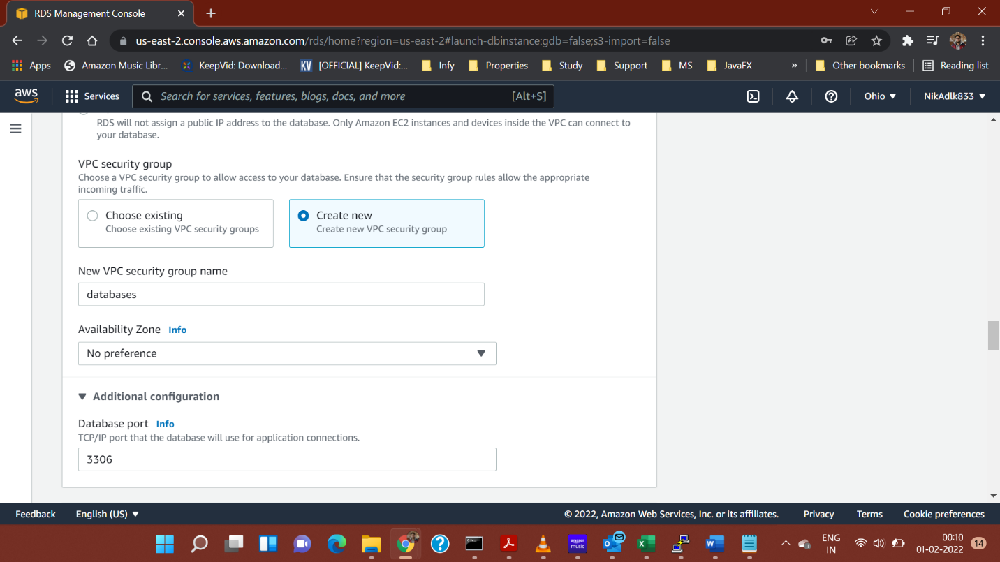 RDS Management Console
us-east-2.console.aws.amazon.com/rds/home?region=us-east-2#launch-dbinstance:gdb=false;s3-import=false
Apps Amazon Music Libr... KeepVid: Download... KV [OFFICIAL] KeepVid:... Infy Properties Study Support MS JavaFX » Other bookmarks Reading list
aws Services Search for services, features, blogs, docs, and more [Alt+S] Ohio NikAdlk833
RDS will not assign a public IP address to the database. Only Amazon EC2 instances and devices inside the VPC can connect to
your database.
VPC security group
Choose a VPC security group to allow access to your database. Ensure that the security group rules allow the appropriate
incoming traffic.
Choose existing
Choose existing VPC security groups
Create new
Create new VPC security group
New VPC security group name
databases
Availability Zone Info
No preference
Additional configuration
Database port Info
TCP/IP port that the database will use for application connections.
3306
Feedback English (US) © 2022, Amazon Web Services, Inc. or its affiliates. Privacy Terms Cookie preferences
amazon music
ENG
IN
00:10
01-02-2022
14